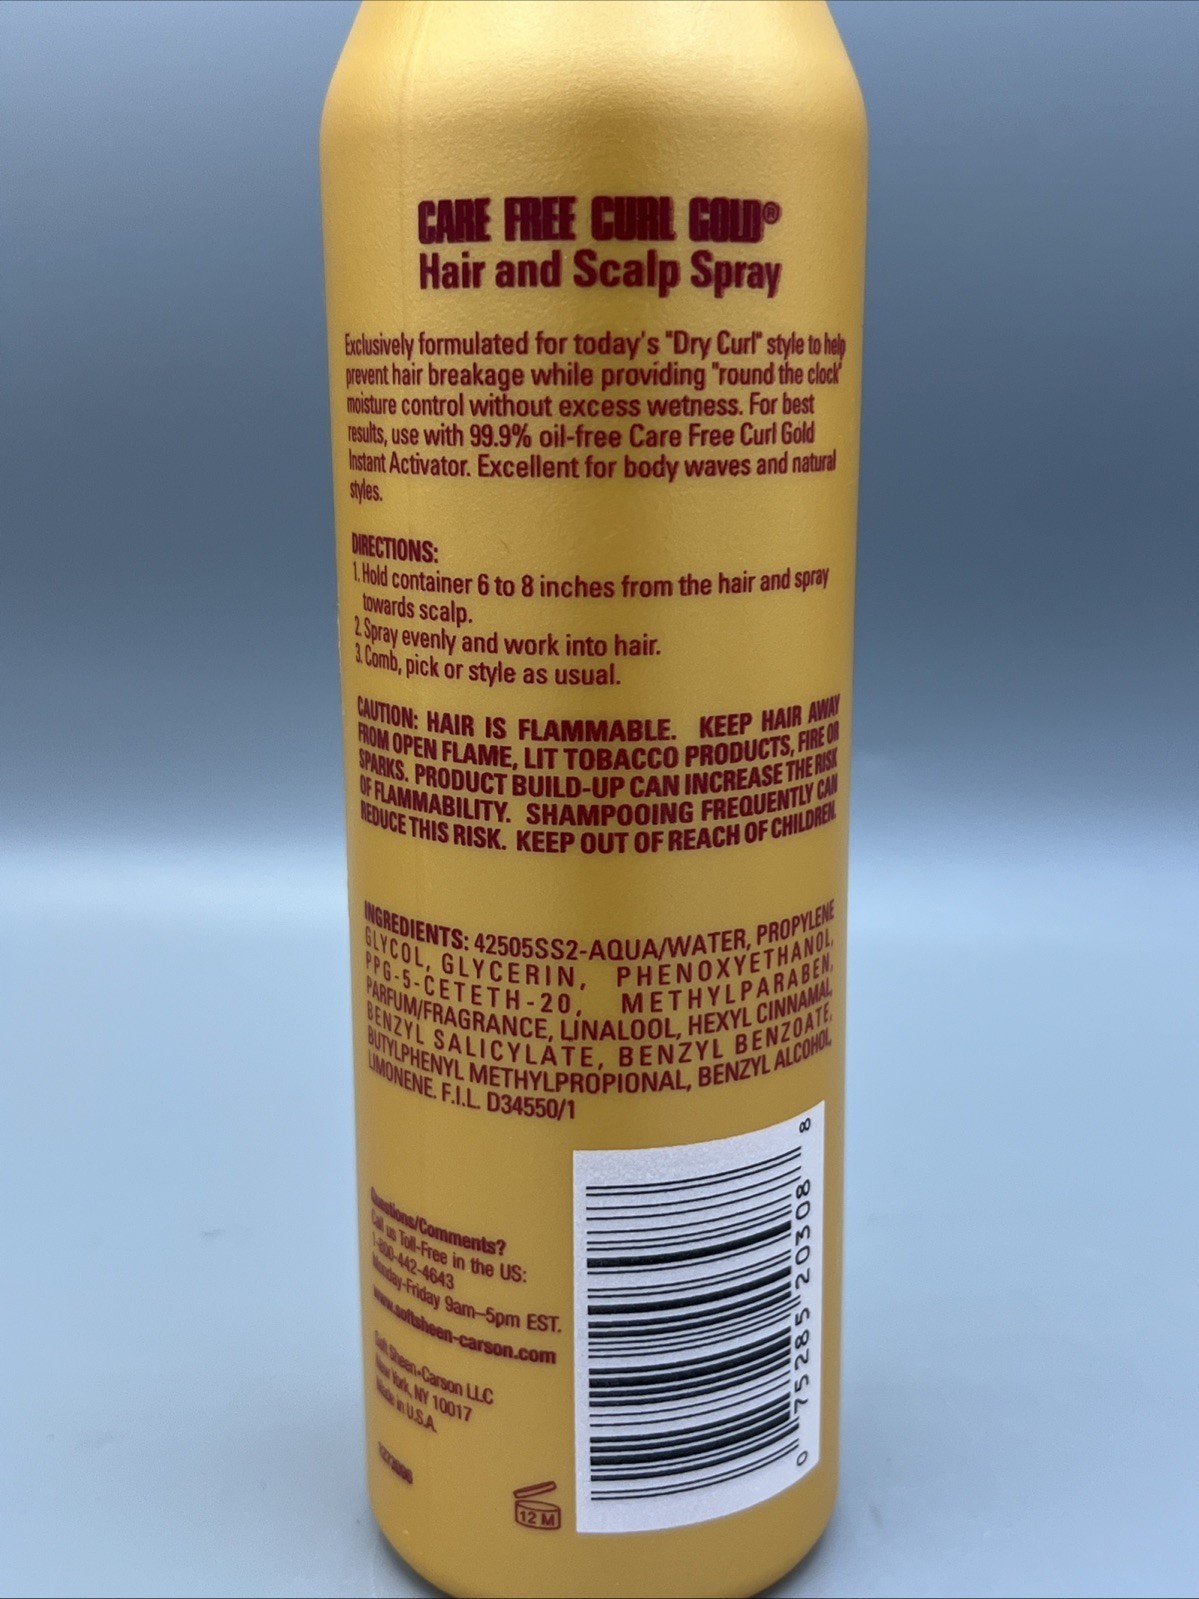 CARE FREE CURL GOLD®
Hair and Scalp Spray
Exclusively formulated for today's "Dry Curl" style to help
prevent hair breakage while providing "round the clock"
moisture control without excess wetness. For best
results, use with 99.9% oil-free Care Free Curl Gold
Instant Activator. Excellent for body waves and natural
styles.
DIRECTIONS:
1. Hold container 6 to 8 inches from the hair and spray
towards scalp.
2. Spray evenly and work into hair.
3. Comb, pick or style as usual.
CAUTION: HAIR IS FLAMMABLE. KEEP HAIR AWAY
FROM OPEN FLAME, LIT TOBACCO PRODUCTS, FIRE OR
SPARKS. PRODUCT BUILD-UP CAN INCREASE THE RISK
OF FLAMMABILITY. SHAMPOOING FREQUENTLY CAN
REDUCE THIS RISK. KEEP OUT OF REACH OF CHILDREN.
INGREDIENTS: 42505SS2-AQUA/WATER, PROPYLENE
GLYCOL, GLYCERIN, PHENOXYETHANOL,
PPG-5-CETETH-20, METHYLPARABEN,
PARFUM/FRAGRANCE, LINALOOL, HEXYL CINNAMAL,
BENZYL SALICYLATE, BENZYL BENZOATE,
BUTYLPHENYL METHYLPROPIONAL, BENZYL ALCOHOL,
LIMONENE. F.I.L. D34550/1
Questions/Comments?
Call us Toll-Free in the US:
1-800-442-4643
Monday-Friday 9am–5pm EST.
www.softsheen-carson.com
Soft Sheen•Carson LLC
New York, NY 10017
Made in U.S.A.
12 M
0 75285 20308 8